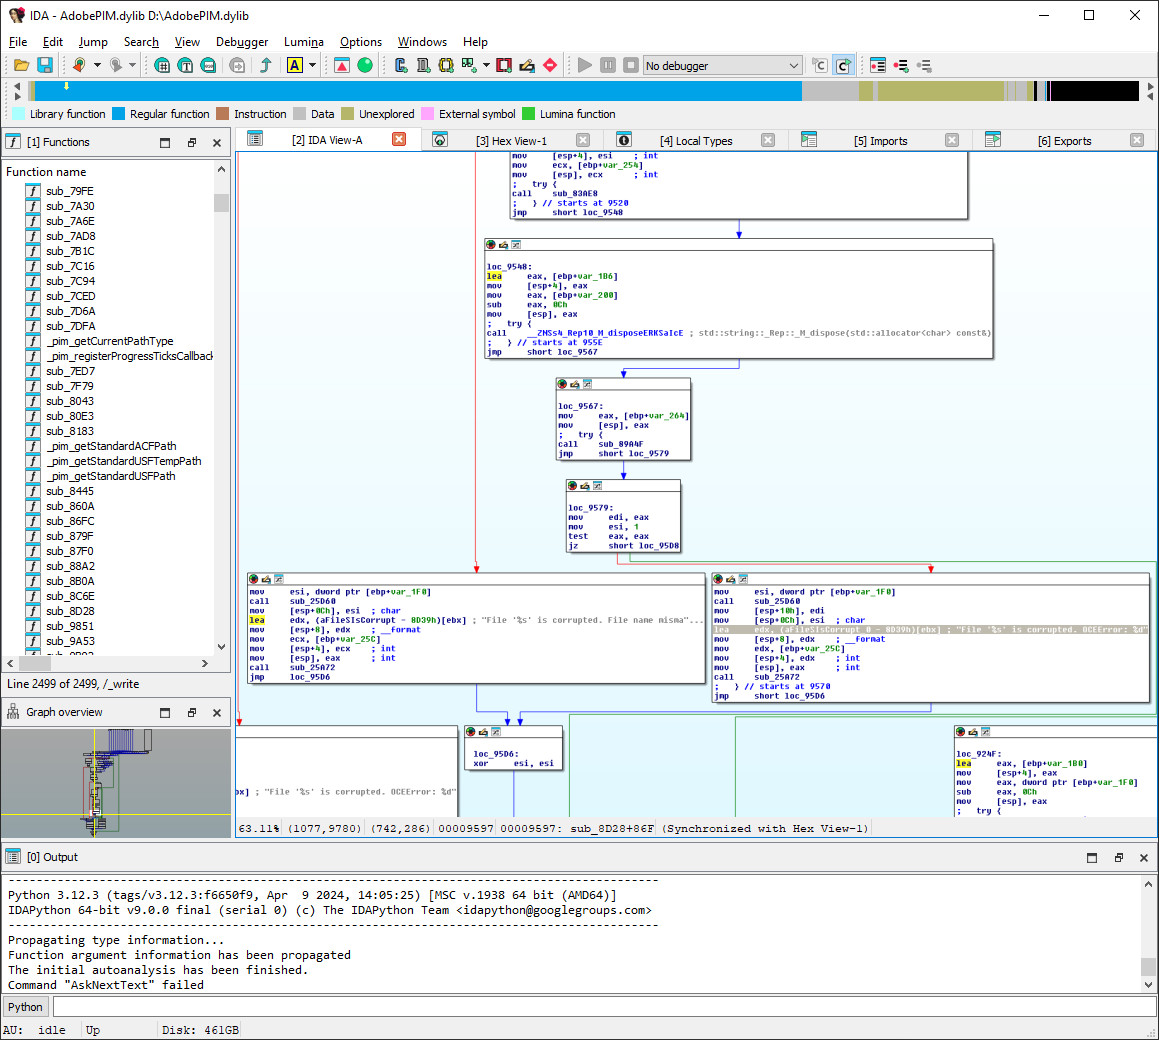 IDA - AdobePIM.dylib D:\AdobePIM.dylib
File Edit Jump Search View Debugger Lumina Options Windows Help
No debugger
Library function Regular function Instruction Data Unexplored External symbol Lumina function
[1] Functions
[2] IDA View-A [3] Hex View-1 [4] Local Types [5] Imports [6] Exports
Function name
sub_79FE
sub_7A30
sub_7A6E
sub_7AD8
sub_7B1C
sub_7C16
sub_7C94
sub_7CED
sub_7D6A
sub_7DFA
_pim_getCurrentPathType
_pim_registerProgressTicksCallback
sub_7ED7
sub_7F79
sub_8043
sub_80E3
sub_8183
_pim_getStandardACFPath
_pim_getStandardUSFTempPath
_pim_getStandardUSFPath
sub_8445
sub_860A
sub_86FC
sub_879F
sub_87F0
sub_88A2
sub_8B0A
sub_8C6E
sub_8D28
sub_9851
sub_9A53
Line 2499 of 2499, /_write
Graph overview
mov [esp+4], esi ; int
mov ecx, [ebp+var_254]
mov [esp], ecx ; int
; try {
call sub_83AE8
; } // starts at 9520
jmp short loc_9548
loc_9548:
lea eax, [ebp+var_1B6]
mov [esp+4], eax
mov eax, [ebp+var_200]
sub eax, 0Ch
mov [esp], eax
; try {
call __ZNSs4_Rep10_M_disposeERKSaIcE ; std::string::_Rep::_M_dispose(std::allocator<char> const&)
; } // starts at 955E
jmp short loc_9567
loc_9567:
mov eax, [ebp+var_264]
mov [esp], eax
; try {
call sub_89A4F
jmp short loc_9579
loc_9579:
mov edi, eax
mov esi, 1
test eax, eax
jz short loc_95D8
mov esi, dword ptr [ebp+var_1F0]
call sub_25D60
mov [esp+0Ch], esi ; char
lea edx, (aFileSIsCorrupt - 8D39h)[ebx] ; "File '%s' is corrupted. File name misma"...
mov [esp+8], edx ; __format
mov ecx, [ebp+var_25C]
mov [esp+4], ecx ; int
mov [esp], eax ; int
call sub_25A72
jmp loc_95D6
mov esi, dword ptr [ebp+var_1F0]
call sub_25D60
mov [esp+10h], edi
mov [esp+0Ch], esi ; char
lea edx, (aFileSIsCorrupt_0 - 8D39h)[ebx] ; "File '%s' is corrupted. OCEError: %d"
mov [esp+8], edx ; __format
mov edx, [ebp+var_25C]
mov [esp+4], edx ; int
mov [esp], eax ; int
call sub_25A72
; } // starts at 9570
jmp short loc_95D6
bx] ; "File '%s' is corrupted. OCEError: %d"
loc_95D6:
xor esi, esi
loc_924F:
lea eax, [ebp+var_1B0]
mov [esp+4], eax
mov eax, dword ptr [ebp+var_1F0]
sub eax, 0Ch
mov [esp], eax
; try {
63.11% (1077,9780) (742,286) 00009597 00009597: sub_8D28+86F (Synchronized with Hex View-1)
[0] Output
--------------------------------------------------------------------------------------------
Python 3.12.3 (tags/v3.12.3:f6650f9, Apr 9 2024, 14:05:25) [MSC v.1938 64 bit (AMD64)]
IDAPython 64-bit v9.0.0 final (serial 0) (c) The IDAPython Team <idapython@googlegroups.com>
--------------------------------------------------------------------------------------------
Propagating type information...
Function argument information has been propagated
The initial autoanalysis has been finished.
Command "AskNextText" failed
Python
AU: idle Up Disk: 461GB